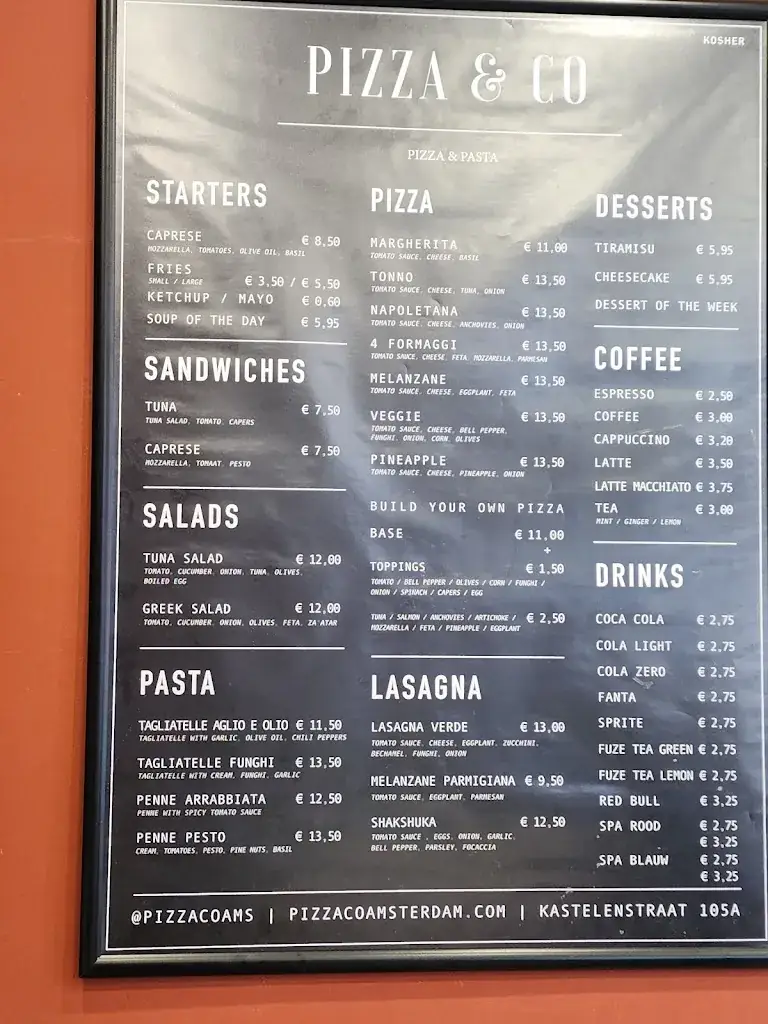 KOSHER
PIZZA & CO
PIZZA & PASTA
STARTERS
CAPRESE € 8,50
MOZZARELLA, TOMATOES, OLIVE OIL, BASIL
FRIES
SMALL / LARGE € 3,50 / € 5,50
KETCHUP / MAYO € 0,60
SOUP OF THE DAY € 5,95
SANDWICHES
TUNA € 7,50
TUNA SALAD, TOMATO, CAPERS
CAPRESE € 7,50
MOZZARELLA, TOMAAT, PESTO
SALADS
TUNA SALAD € 12,00
TOMATO, CUCUMBER, ONION, TUNA, OLIVES,
BOILED EGG
GREEK SALAD € 12,00
TOMATO, CUCUMBER, ONION, OLIVES, FETA, ZA'ATAR
PASTA
TAGLIATELLE AGLIO E OLIO € 11,50
TAGLIATELLE WITH GARLIC, OLIVE OIL, CHILI PEPPERS
TAGLIATELLE FUNGHI € 13,50
TAGLIATELLE WITH CREAM, FUNGHI, GARLIC
PENNE ARRABBIATA € 12,50
PENNE WITH SPICY TOMATO SAUCE
PENNE PESTO € 13,50
CREAM, TOMATOES, PESTO, PINE NUTS, BASIL
PIZZA
MARGHERITA € 11,00
TOMATO SAUCE, CHEESE, BASIL
TONNO € 13,50
TOMATO SAUCE, CHEESE, TUNA, ONION
NAPOLETANA € 13,50
TOMATO SAUCE, CHEESE, ANCHOVIES, ONION
4 FORMAGGI € 13,50
TOMATO SAUCE, CHEESE, FETA, MOZZARELLA, PARMESAN
MELANZANE € 13,50
TOMATO SAUCE, CHEESE, EGGPLANT, FETA
VEGGIE € 13,50
TOMATO SAUCE, CHEESE, BELL PEPPER,
FUNGHI, ONION, CORN, OLIVES
PINEAPPLE € 13,50
TOMATO SAUCE, CHEESE, PINEAPPLE, ONION
BUILD YOUR OWN PIZZA
BASE € 11,00
+
TOPPINGS € 1,50
TOMATO / BELL PEPPER / OLIVES / CORN / FUNGHI /
ONION / SPINACH / CAPERS / EGG
TUNA / SALMON / ANCHOVIES / ARTICHOKE / € 2,50
MOZZARELLA / FETA / PINEAPPLE / EGGPLANT
LASAGNA
LASAGNA VERDE € 13,00
TOMATO SAUCE, CHEESE, EGGPLANT, ZUCCHINI,
BECHAMEL, FUNGHI, ONION
MELANZANE PARMIGIANA € 9,50
TOMATO SAUCE, EGGPLANT, PARMESAN
SHAKSHUKA € 12,50
TOMATO SAUCE , EGGS, ONION, GARLIC,
BELL PEPPER, PARSLEY, FOCACCIA
DESSERTS
TIRAMISU € 5,95
CHEESECAKE € 5,95
DESSERT OF THE WEEK
COFFEE
ESPRESSO € 2,50
COFFEE € 3,00
CAPPUCCINO € 3,20
LATTE € 3,50
LATTE MACCHIATO € 3,75
TEA € 3,00
MINT / GINGER / LEMON
DRINKS
COCA COLA € 2,75
COLA LIGHT € 2,75
COLA ZERO € 2,75
FANTA € 2,75
SPRITE € 2,75
FUZE TEA GREEN € 2,75
FUZE TEA LEMON € 2,75
RED BULL € 3,25
SPA ROOD € 2,75
€ 3,25
SPA BLAUW € 2,75
€ 3,25
@PIZZACOAMS | PIZZACOAMSTERDAM.COM | KASTELENSTRAAT 105A